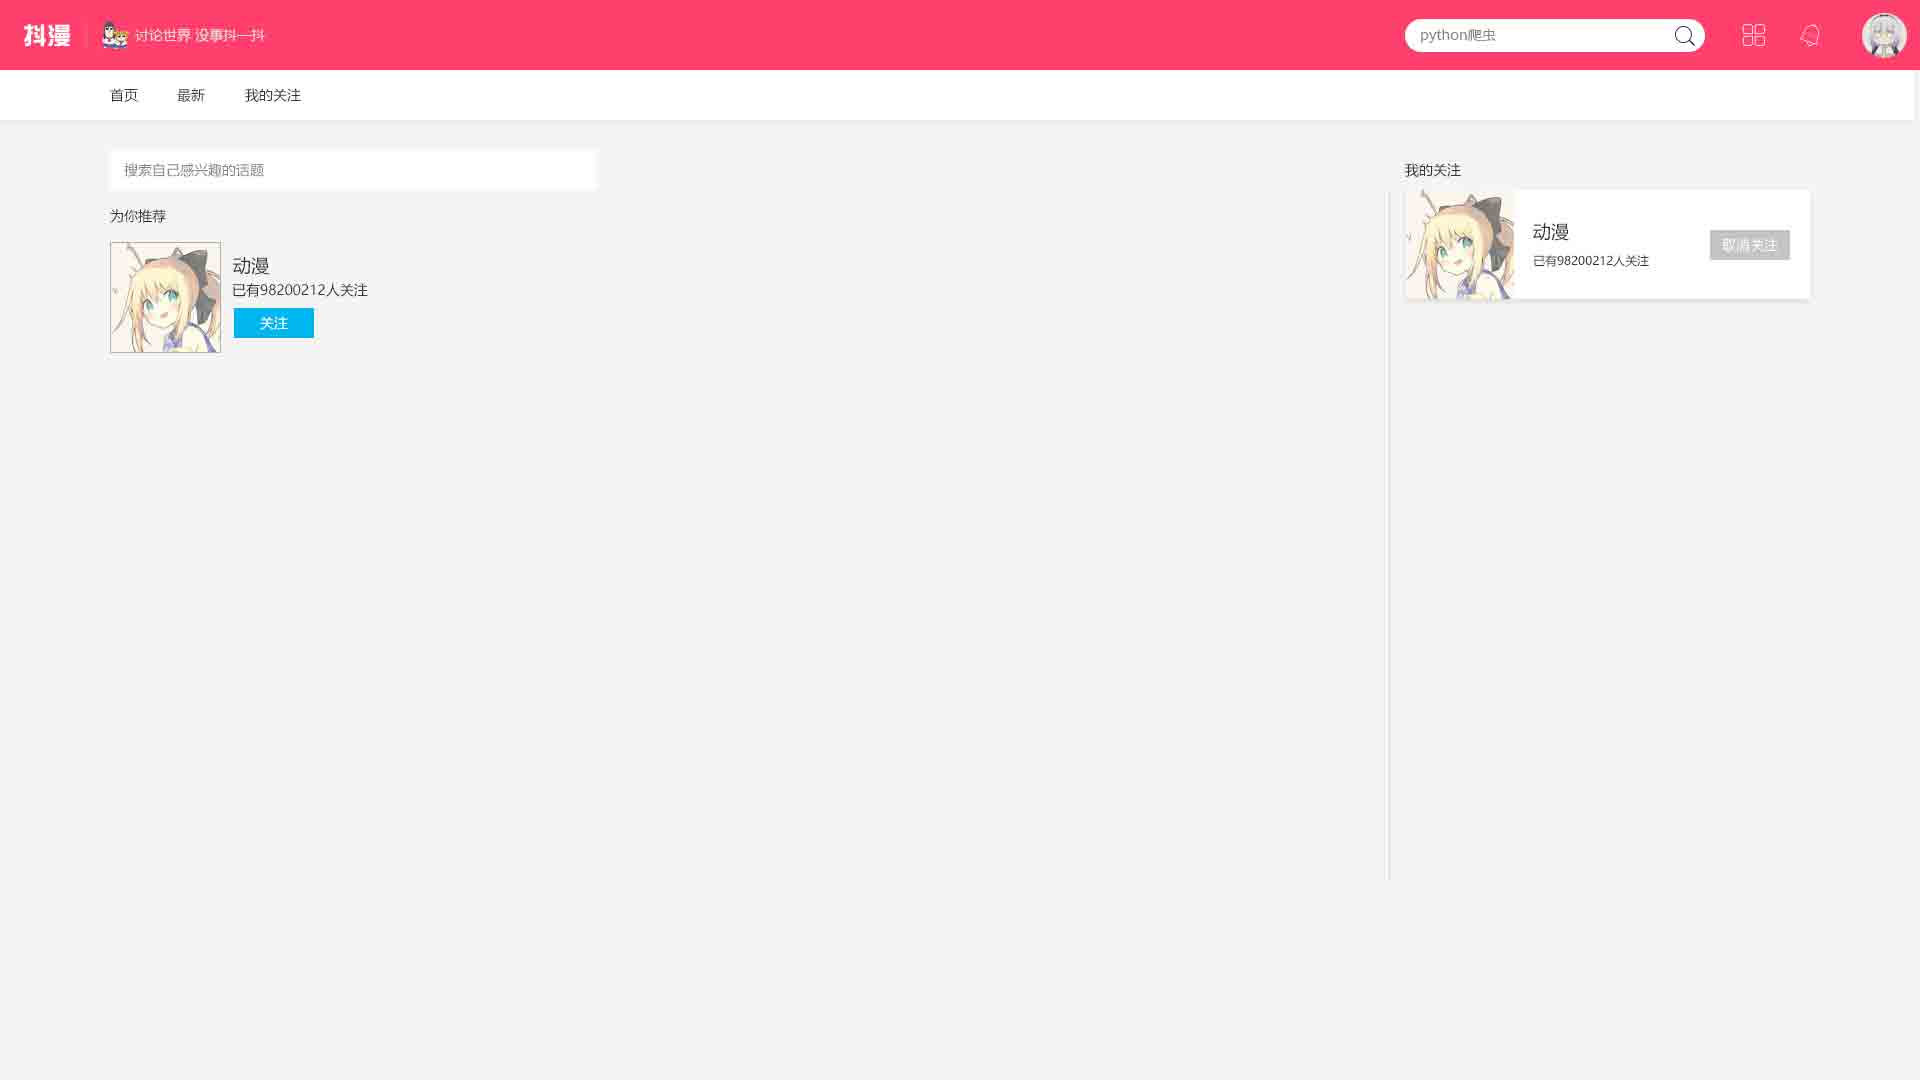 抖漫
讨论世界 没事抖一抖
python爬虫
首页 最新 我的关注
搜索自己感兴趣的话题
为你推荐
动漫
已有98200212人关注
关注
我的关注
动漫
已有98200212人关注
取消关注